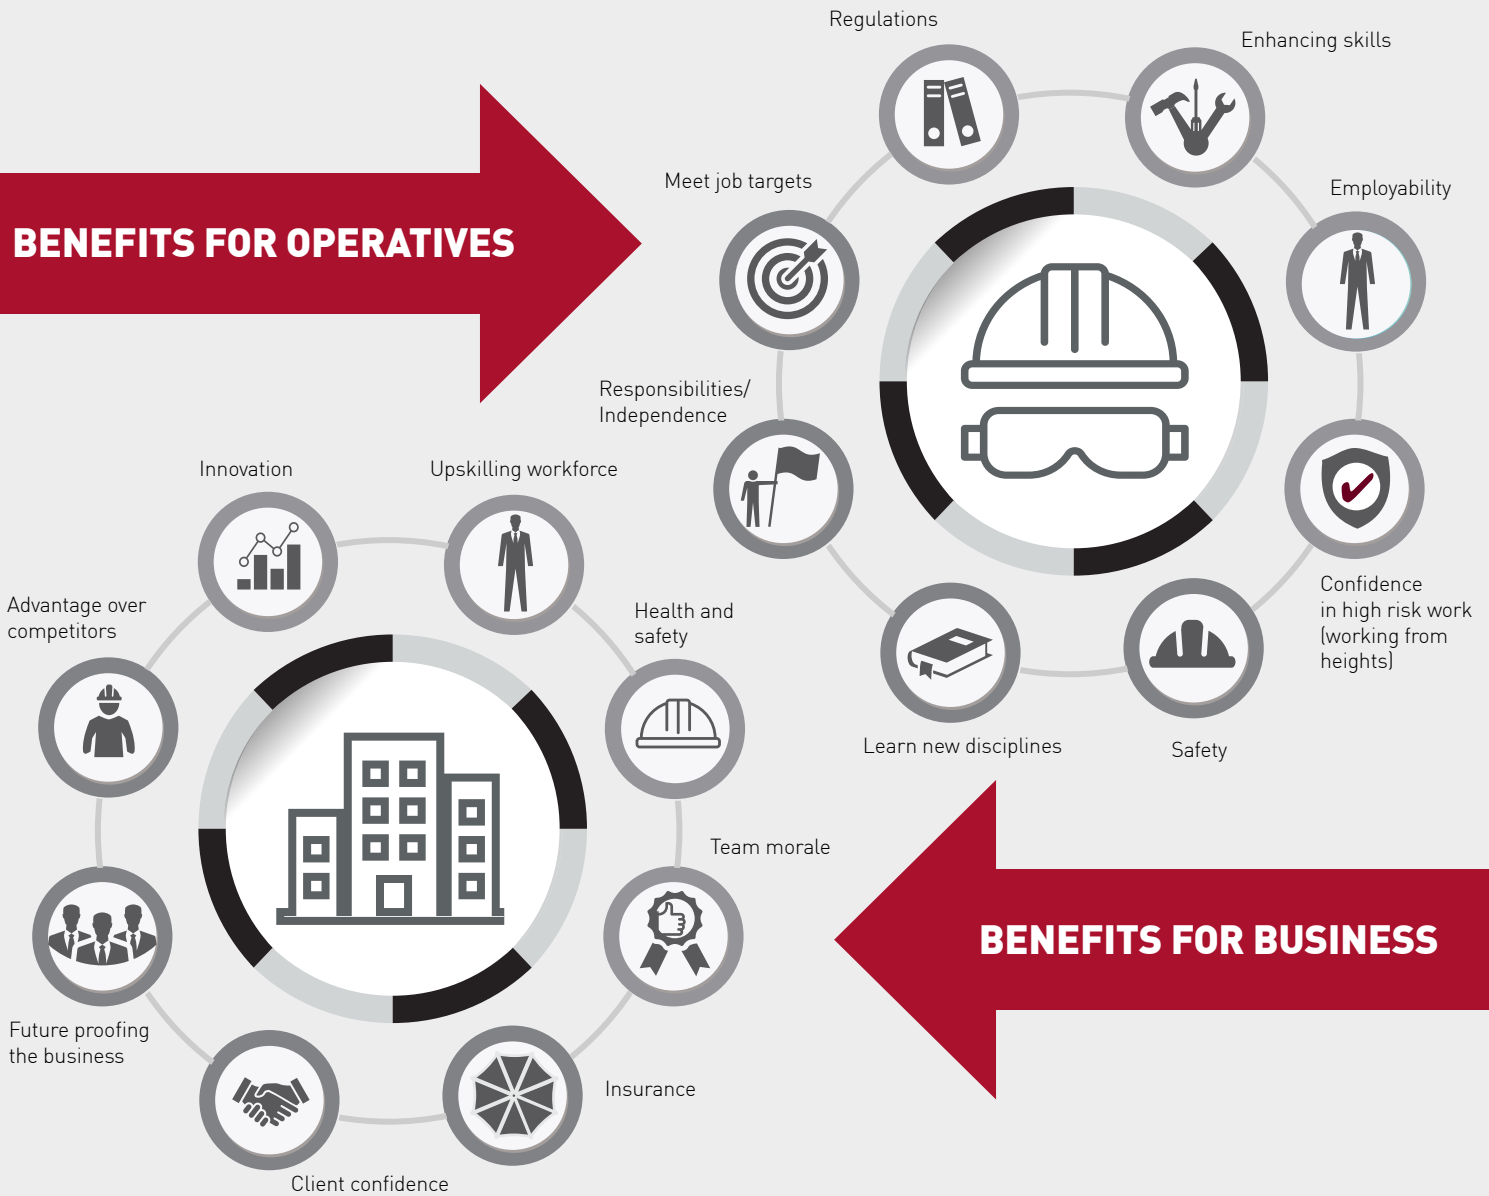 BENEFITS FOR OPERATIVES
Regulations
Enhancing skills
Employability
Confidence
in high risk work
(working from
heights)
Safety
Learn new disciplines
Responsibilities/
Independence
Meet job targets
BENEFITS FOR BUSINESS
Innovation
Upskilling workforce
Health and
safety
Team morale
Insurance
Client confidence
Future proofing
the business
Advantage over
competitors